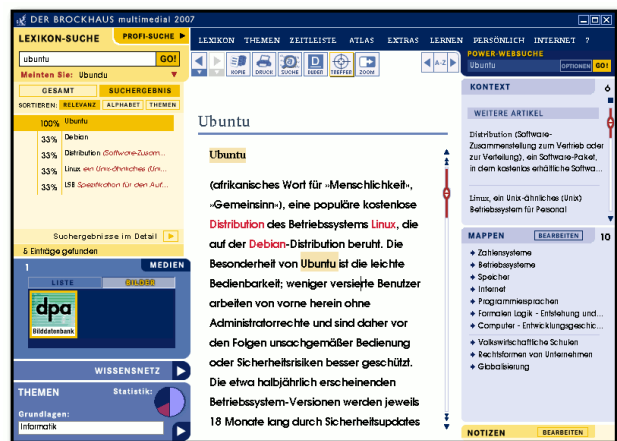 DER BROCKHAUS multimedial 2007
LEXIKON-SUCHE
PROFI-SUCHE
ubuntu
GO!
Meinten Sie: Ubundu
GESAMT
SUCHERGEBNIS
SORTIEREN: RELEVANZ ALPHABET THEMEN
100% Ubuntu
33% Debian
33% Distribution (Software-Zusam...
33% Linux, ein Unix-ähnliches (Un...
33% LSB Spezifikation für den Auf...
Suchergebnisse im Detail
5 Einträge gefunden
1 MEDIEN
LISTE BILDER
dpa
Bilddatenbank
WISSENSNETZ
THEMEN Statistik:
Grundlagen:
Informatik
LEXIKON THEMEN ZEITLEISTE ATLAS EXTRAS LERNEN PERSÖNLICH INTERNET ?
KOPIE DRUCK SUCHE BILDER TREFFER ZOOM
A-Z
Ubuntu
Ubuntu
(afrikanisches Wort für »Menschlichkeit«,
»Gemeinsinn«), eine populäre kostenlose
Distribution des Betriebssystems Linux, die
auf der Debian-Distribution beruht. Die
Besonderheit von Ubuntu ist die leichte
Bedienbarkeit; weniger versierte Benutzer
arbeiten von vorne herein ohne
Administratorrechte und sind daher vor
den Folgen unsachgemäßer Bedienung
oder Sicherheitsrisiken besser geschützt.
Die etwa halbjährlich erscheinenden
Betriebssystem-Versionen werden jeweils
18 Monate lang durch Sicherheitsupdates
POWER-WEBSUCHE
Ubuntu
OPTIONEN GO!
KONTEXT 6
WEITERE ARTIKEL
Distribution (Software-
Zusammenstellung zum Vertrieb oder
zur Verteilung), ein Software-Paket,
in dem kostenlos erhältliche Softwa...
Linux, ein Unix-ähnliches (Unix)
Betriebssystem für Personal
MAPPEN BEARBEITEN 10
Zahlensysteme
Betriebssysteme
Speicher
Internet
Programmiersprachen
Formalen Logik - Entstehung und...
Computer - Entwicklungsgeschic...
Volkswirtschaftliche Schulen
Rechtsformen von Unternehmen
Globalisierung
NOTIZEN BEARBEITEN